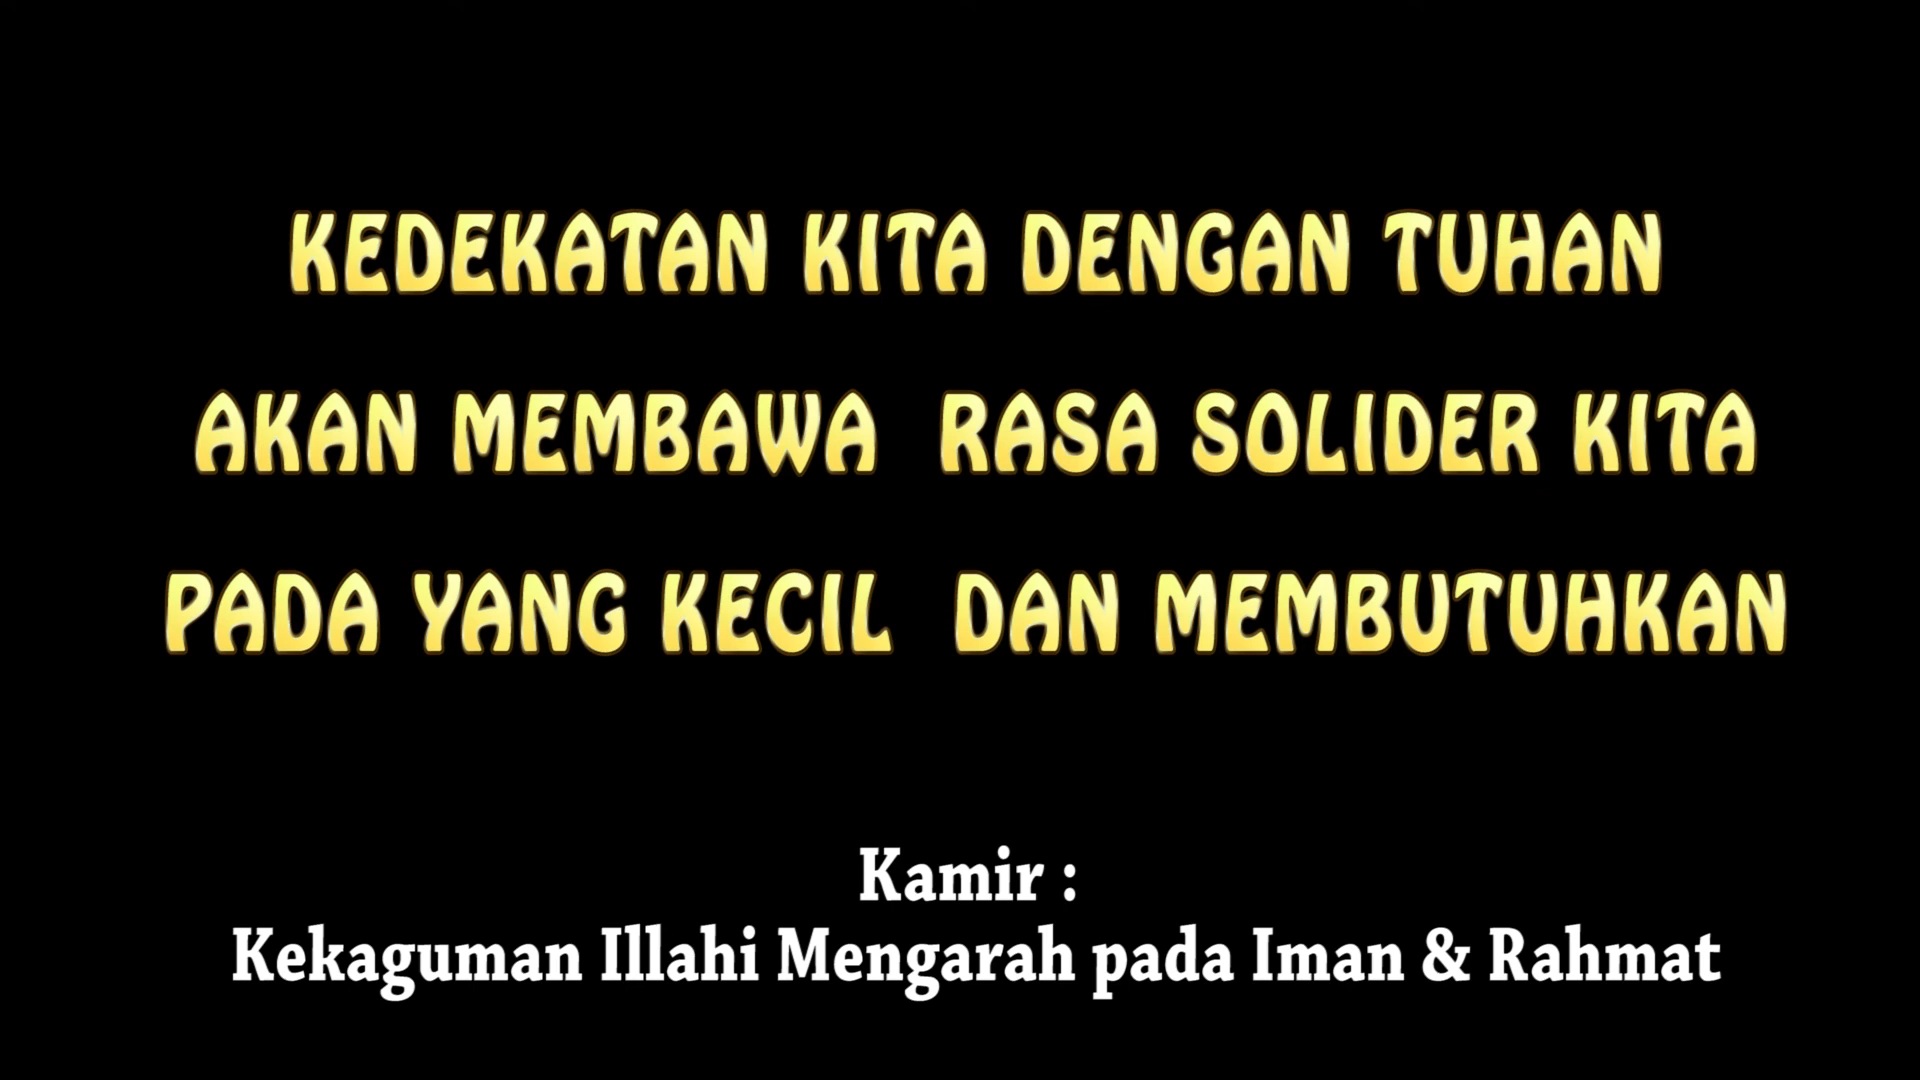 KEDEKATAN KITA DENGAN TUHAN
AKAN MEMBAWA RASA SOLIDER KITA
PADA YANG KECIL DAN MEMBUTUHKAN
Kamir :
Kekaguman Illahi Mengarah pada Iman & Rahmat